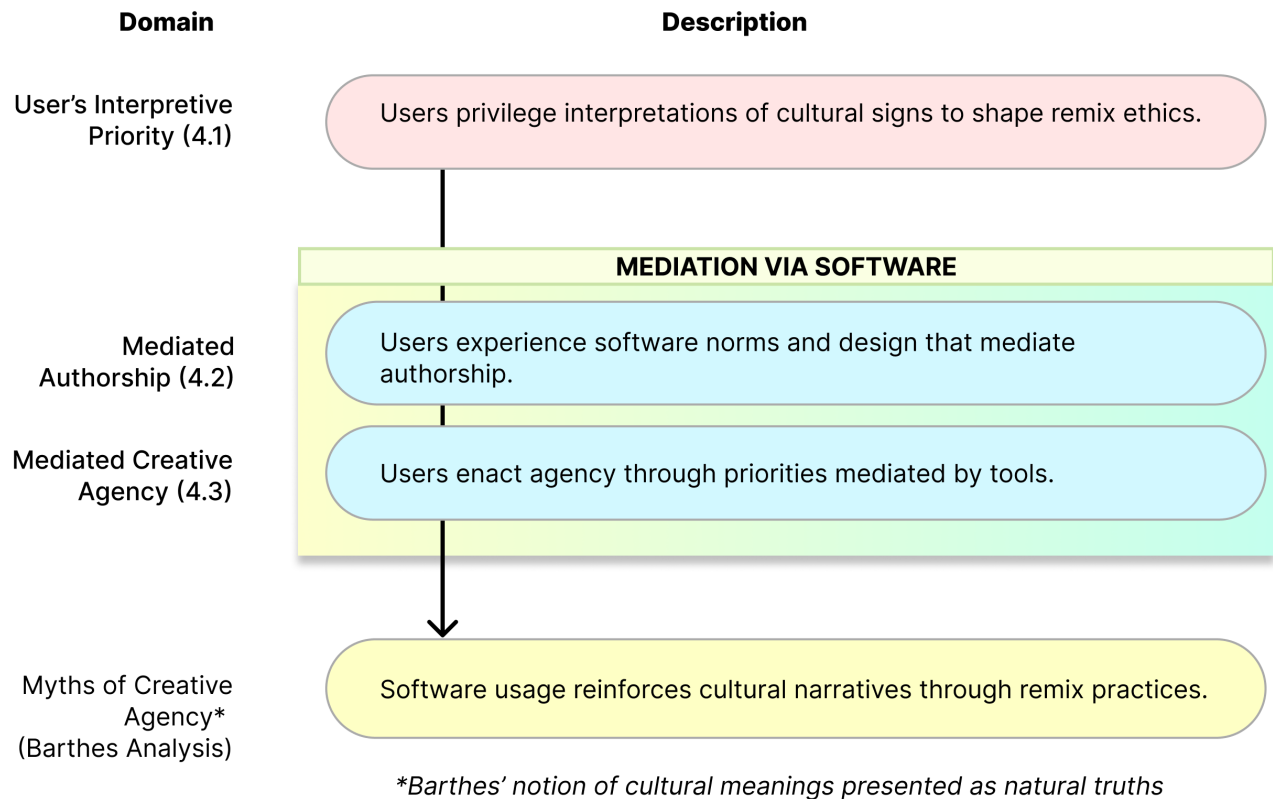 Domain
Description
User’s Interpretive
Priority (4.1)
Users privilege interpretations of cultural signs to shape remix ethics.
MEDIATION VIA SOFTWARE
Mediated
Authorship (4.2)
Users experience software norms and design that mediate
authorship.
Mediated Creative
Agency (4.3)
Users enact agency through priorities mediated by tools.
Myths of Creative
Agency*
(Barthes Analysis)
Software usage reinforces cultural narratives through remix practices.
*Barthes’ notion of cultural meanings presented as natural truths